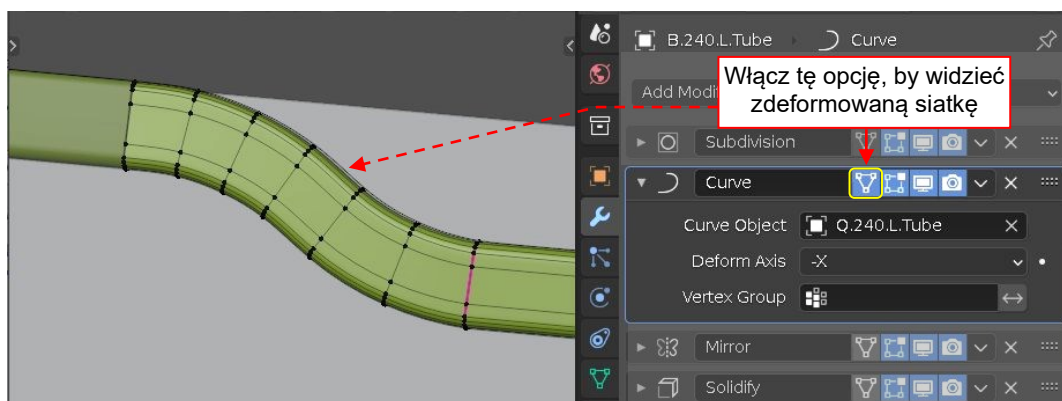 B.240.L.Tube Curve
Włącz tę opcję, by widzieć
zdeformowaną siatkę
Add Modif
Subdivision
Curve
Curve Object Q.240.L.Tube
Deform Axis -X
Vertex Group
Mirror
Solidify